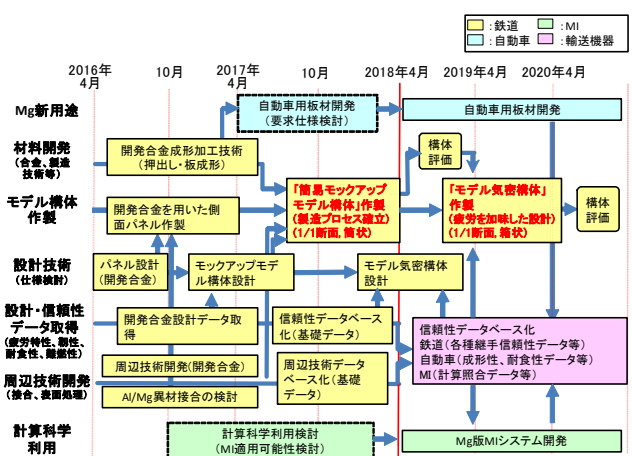 ：鉄道
：MI
：自動車
：輸送機器
2016年
4月
10月
2017年
4月
10月
2018年4月
2019年4月
2020年4月
Mg新用途
自動車用板材開発
（要求仕様検討）
自動車用板材開発
材料開発
（合金、製造
技術等）
開発合金成形加工技術
（押出し・板成形）
構体
評価
モデル構体
作製
開発合金を用いた側
面パネル作製
「簡易モックアップ
モデル構体」作製
（製造プロセス確立）
（1/1断面，筒状）
「モデル気密構体」
作製
（疲労を加味した設計）
（1/1断面，箱状）
構体
評価
設計技術
（仕様検討）
パネル設計
（開発合金）
モックアップモデ
ル構体設計
モデル気密構体設
計
設計・信頼性
データ取得
（疲労特性、靭性、
耐食性、難燃性）
開発合金設計データ取
得
信頼性データベース
化（基礎データ）
信頼性データベース化
鉄道（各種継手信頼性データ等）
自動車（成形性、耐食性データ等）
MI（計算照合データ等）
周辺技術開発
（接合、表面処理）
周辺技術開発（開発合金）
Al/Mg異材接合の検討
周辺技術データ
ベース化（基礎
データ）
計算科学
利用
計算科学利用検討
（MI適用可能性検討）
Mg版MIシステム開発